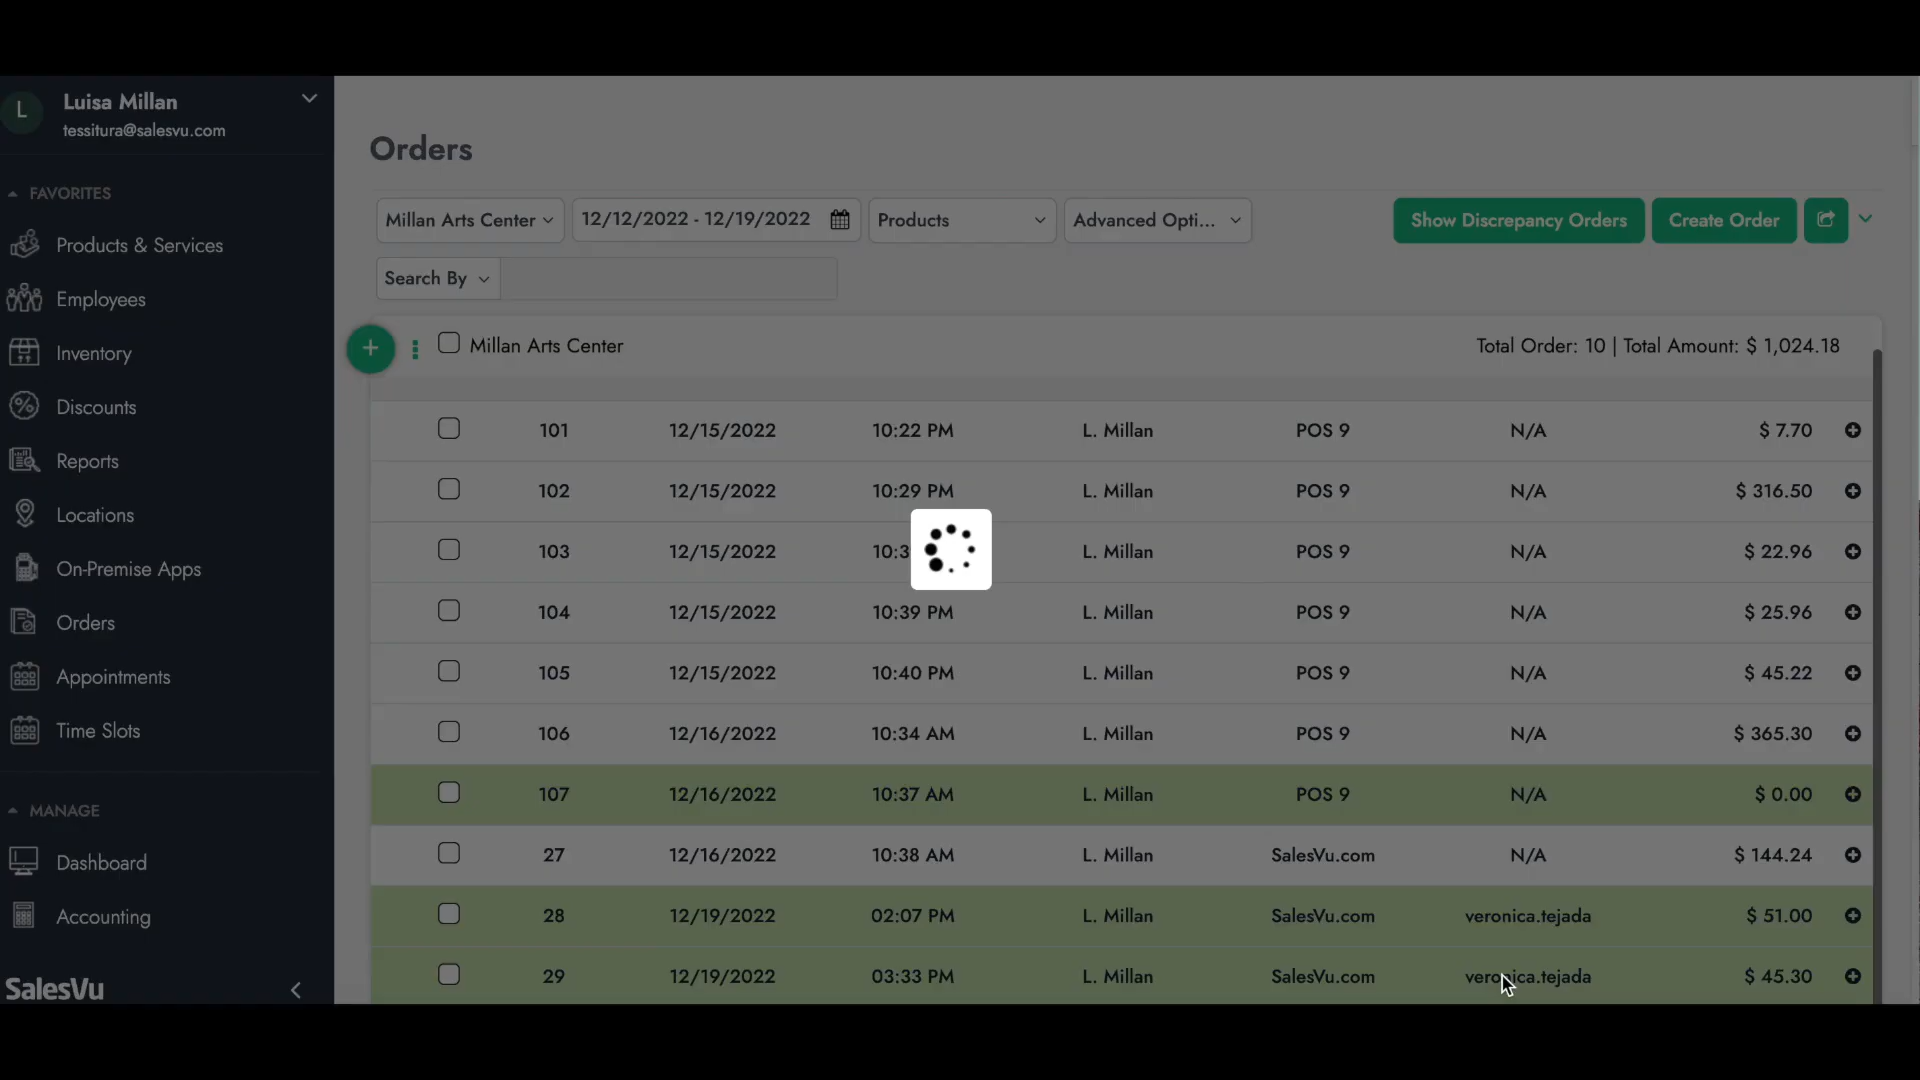 L
Luisa Millan
tessitura@salesvu.com
FAVORITES
Products & Services
Employees
Inventory
Discounts
Reports
Locations
On-Premise Apps
Orders
Appointments
Time Slots
MANAGE
Dashboard
Accounting
SalesVu
Orders
Millan Arts Center 12/12/2022 - 12/19/2022 Products Advanced Opti... Show Discrepancy Orders Create Order
Search By
+ Millan Arts Center Total Order: 10 | Total Amount: $ 1,024.18
101 12/15/2022 10:22 PM L. Millan POS 9 N/A $ 7.70
102 12/15/2022 10:29 PM L. Millan POS 9 N/A $ 316.50
103 12/15/2022 L. Millan POS 9 N/A $ 22.96
104 12/15/2022 10:39 PM L. Millan POS 9 N/A $ 25.96
105 12/15/2022 10:40 PM L. Millan POS 9 N/A $ 45.22
106 12/16/2022 10:34 AM L. Millan POS 9 N/A $ 365.30
107 12/16/2022 10:37 AM L. Millan POS 9 N/A $ 0.00
27 12/16/2022 10:38 AM L. Millan SalesVu.com N/A $ 144.24
28 12/19/2022 02:07 PM L. Millan SalesVu.com veronica.tejada $ 51.00
29 12/19/2022 03:33 PM L. Millan SalesVu.com veronica.tejada $ 45.30